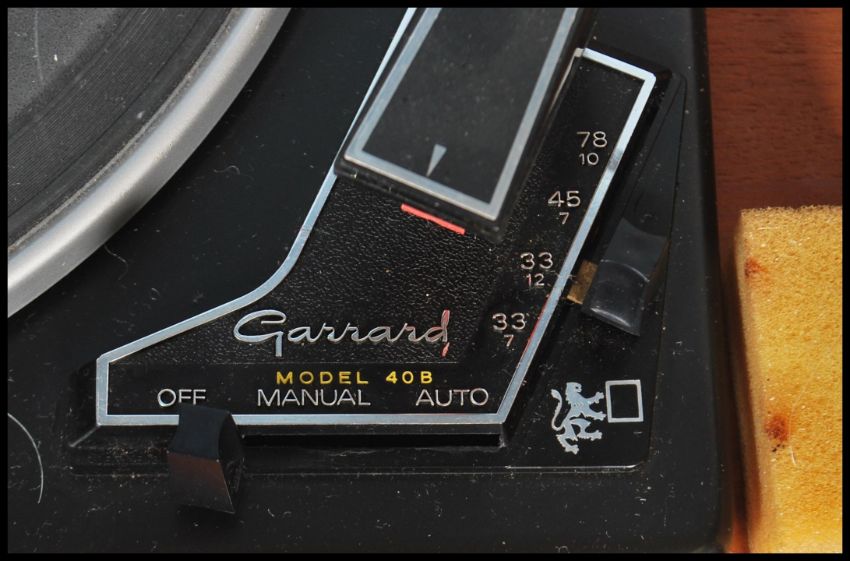 78
10
45
7
33
12
33
7
Garrard
MODEL 40B
OFF MANUAL AUTO